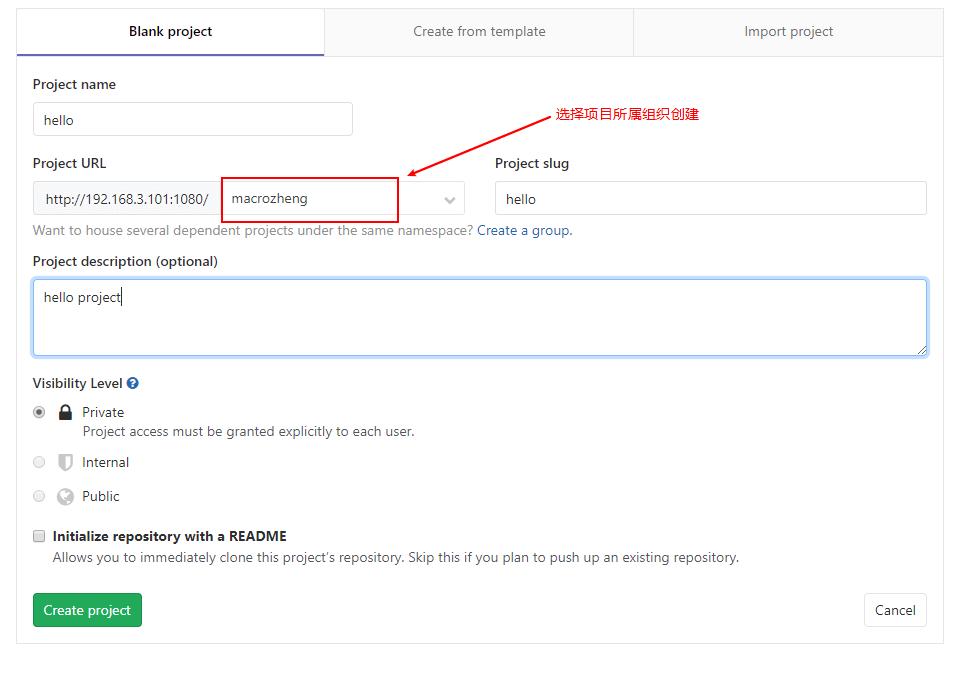 Blank project
Create from template
Import project
Project name
hello
选择项目所属组织创建
Project URL
Project slug
http://192.168.3.101:1080/
macrozheng
hello
Want to house several dependent projects under the same namespace? Create a group.
Project description (optional)
hello project
Visibility Level
Private
Project access must be granted explicitly to each user.
Internal
Public
Initialize repository with a README
Allows you to immediately clone this project’s repository. Skip this if you plan to push up an existing repository.
Create project
Cancel